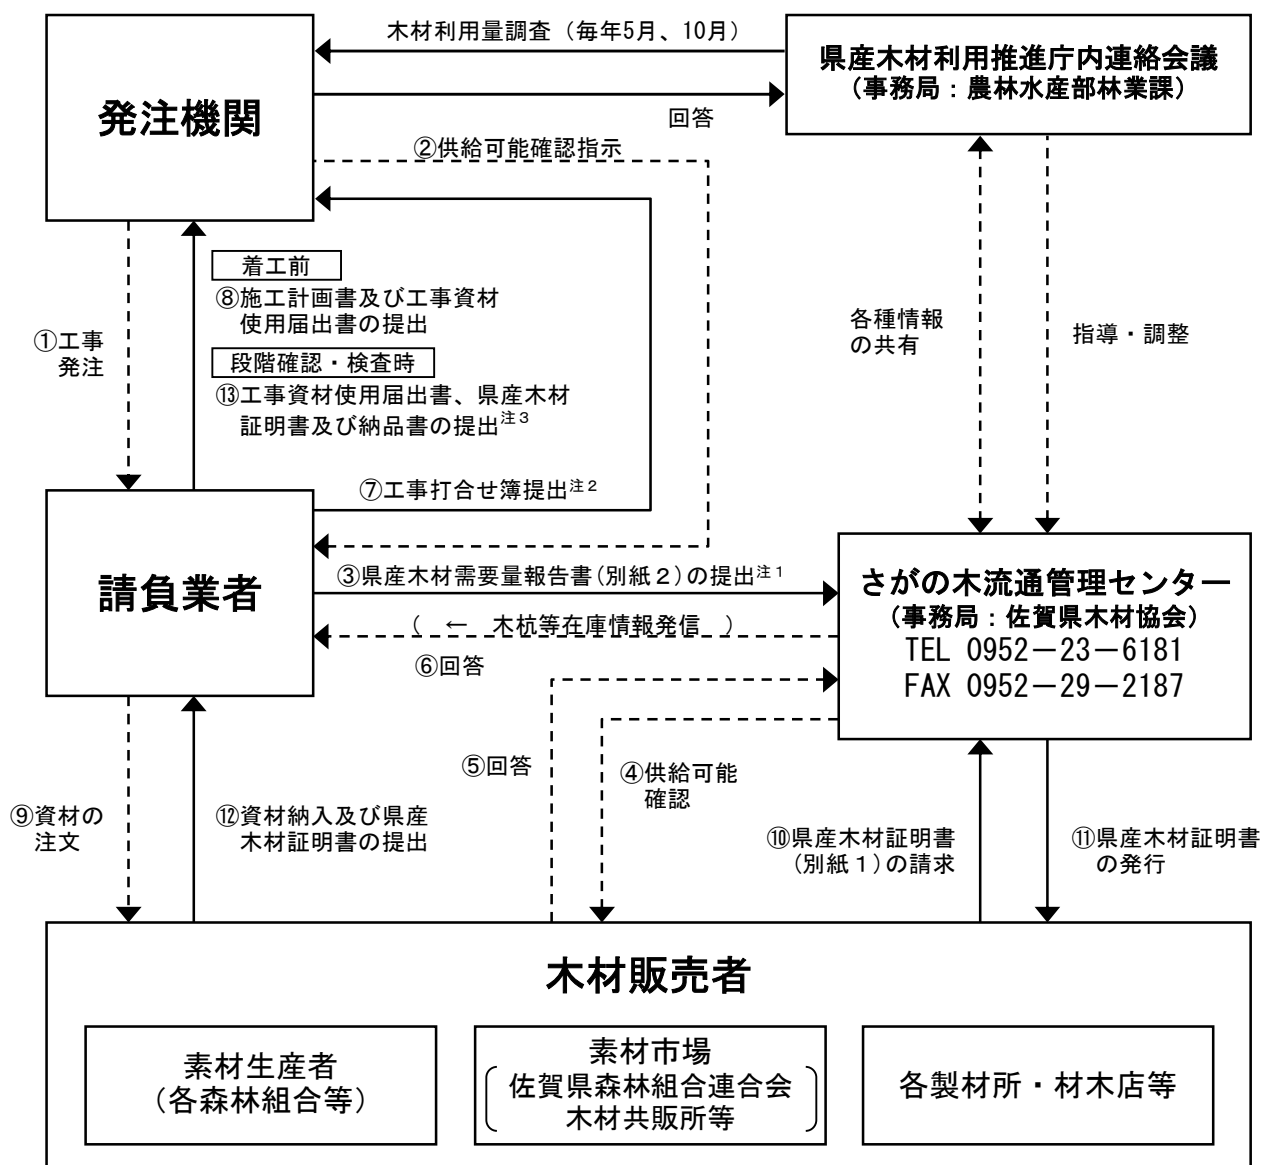 木材利用量調査（毎年5月、10月）
発注機関
県産木材利用推進庁内連絡会議
（事務局：農林水産部林業課）
回答
②供給可能確認指示
着工前
⑧施工計画書及び工事資材
使用届出書の提出
①工事
発注
段階確認・検査時
⑬工事資材使用届出書、県産木材
証明書及び納品書の提出注３
各種情報
の共有
指導・調整
⑦工事打合せ簿提出注２
請負業者
③県産木材需要量報告書(別紙２)の提出注１
（　←　木杭等在庫情報発信　）
⑥回答
さがの木流通管理センター
（事務局：佐賀県木材協会）
TEL 0952－23－6181
FAX 0952－29－2187
⑤回答
④供給可能
確認
⑨資材の
注文
⑫資材納入及び県産
木材証明書の提出
⑩県産木材証明書
(別紙１)の請求
⑪県産木材証明書
の発行
木材販売者
素材生産者
（各森林組合等）
素材市場
佐賀県森林組合連合会
木材共販所等
各製材所・材木店等